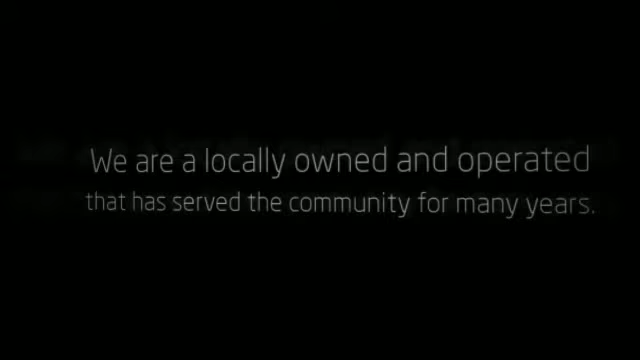 We are a locally owned and operated
that has served the community for many years.